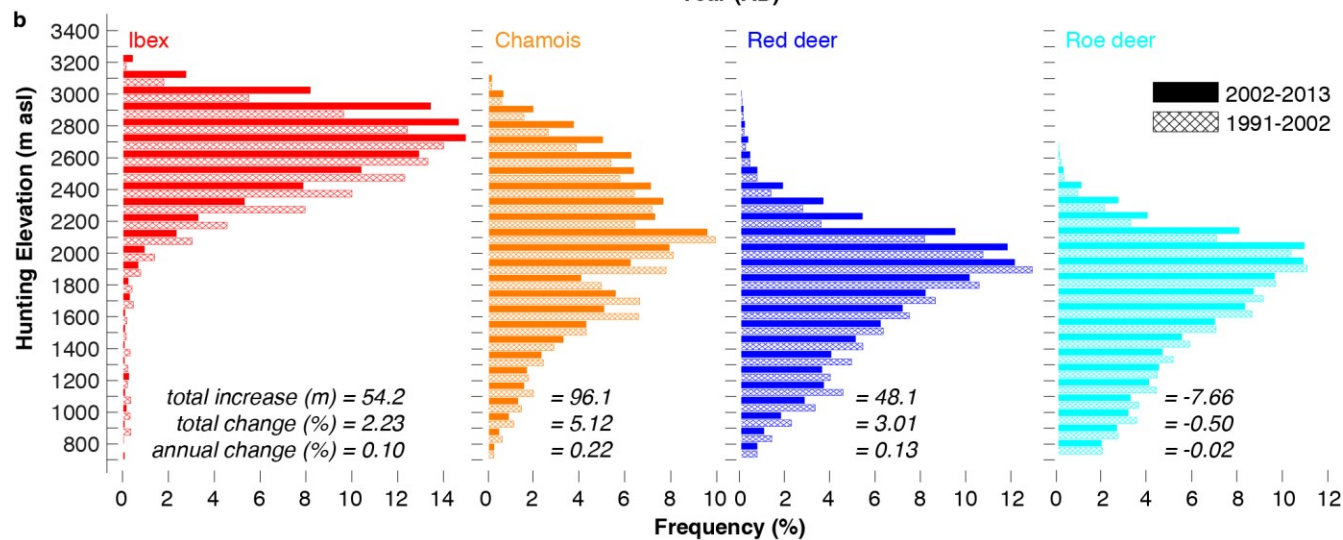 b
Ibex
Chamois
Red deer
Roe deer
2002-2013
1991-2002
Hunting Elevation (m asl)
3400
3200
3000
2800
2600
2400
2200
2000
1800
1600
1400
1200
1000
800
total increase (m) = 54.2 = 96.1 = 48.1 = -7.66
total change (%) = 2.23 = 5.12 = 3.01 = -0.50
annual change (%) = 0.10 = 0.22 = 0.13 = -0.02
0 2 4 6 8 10 12 14 0 2 4 6 8 10 0 2 4 6 8 10 12 0 2 4 6 8 10 12
Frequency (%)